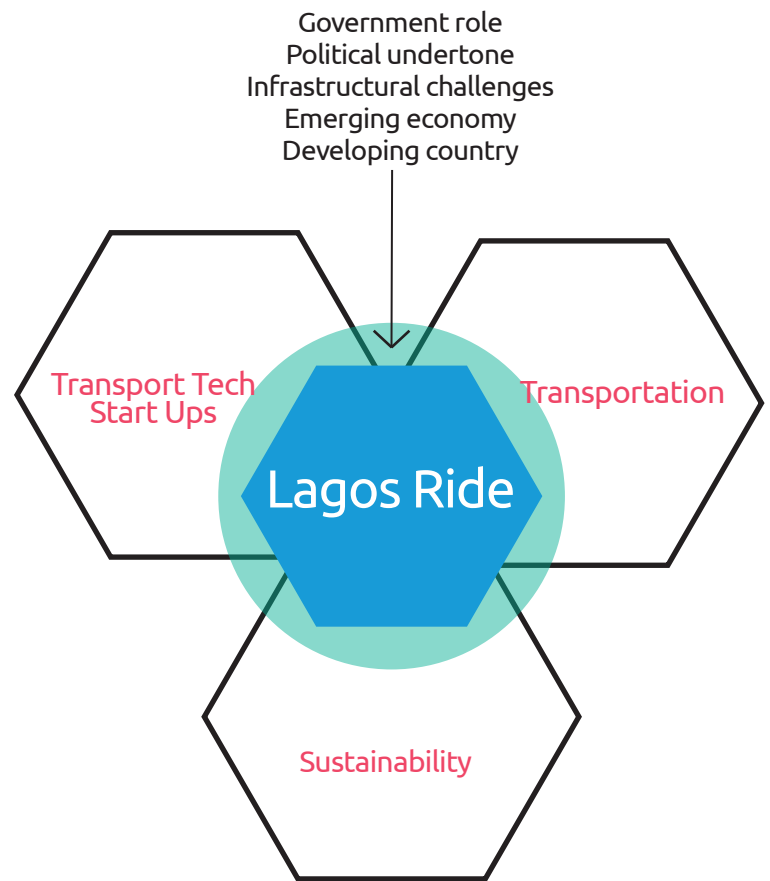 Government role
Political undertone
Infrastructural challenges
Emerging economy
Developing country
Transport Tech
Start Ups
Transportation
Lagos Ride
Sustainability